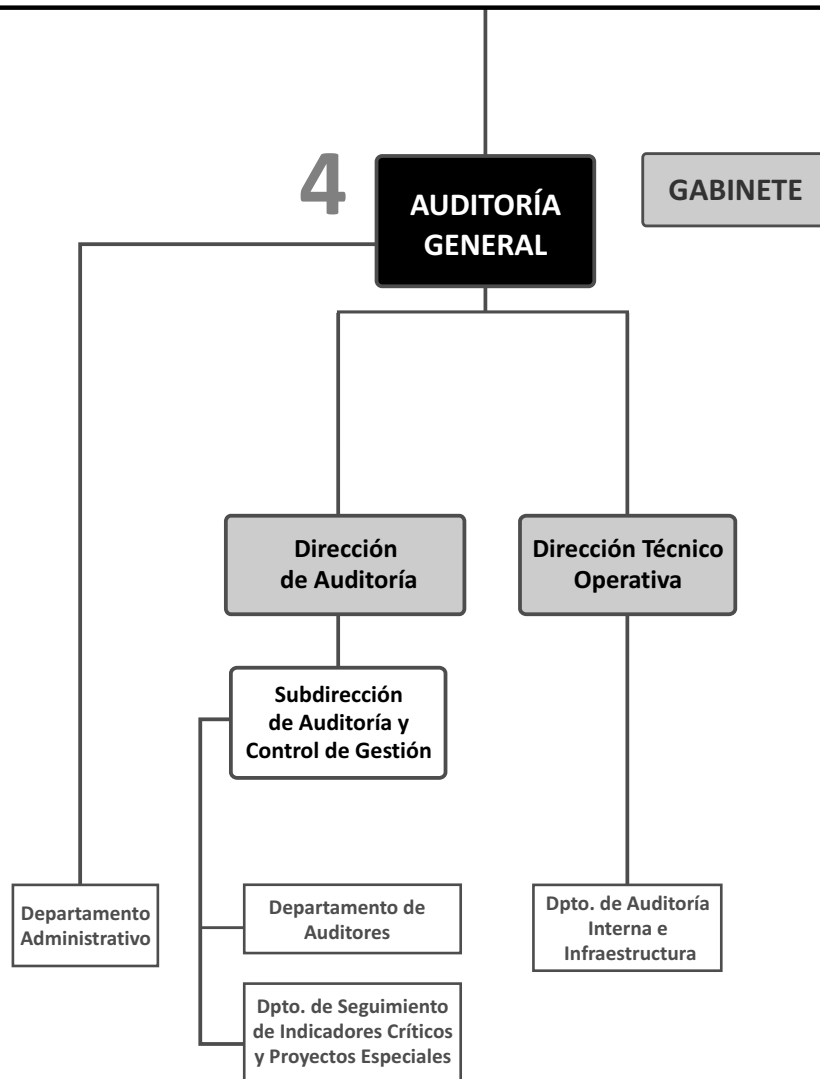 4
AUDITORÍA
GENERAL
GABINETE
Dirección
de Auditoría
Dirección Técnico
Operativa
Subdirección
de Auditoría y
Control de Gestión
Departamento
Administrativo
Departamento de
Auditores
Dpto. de Auditoría
Interna e
Infraestructura
Dpto. de Seguimiento
de Indicadores Críticos
y Proyectos Especiales